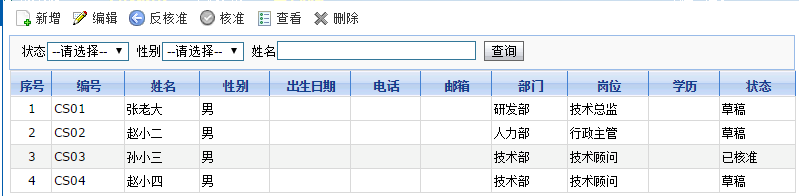 新增 编辑 反核准 核准 查看 删除
状态 --请选择-- 性别 --请选择-- 姓名 查询
序号 编号 姓名 性别 出生日期 电话 邮箱 部门 岗位 学历 状态
1 CS01 张老大 男 研发部 技术总监 草稿
2 CS02 赵小二 男 人力部 行政主管 草稿
3 CS03 孙小三 男 技术部 技术顾问 已核准
4 CS04 赵小四 男 技术部 技术顾问 草稿